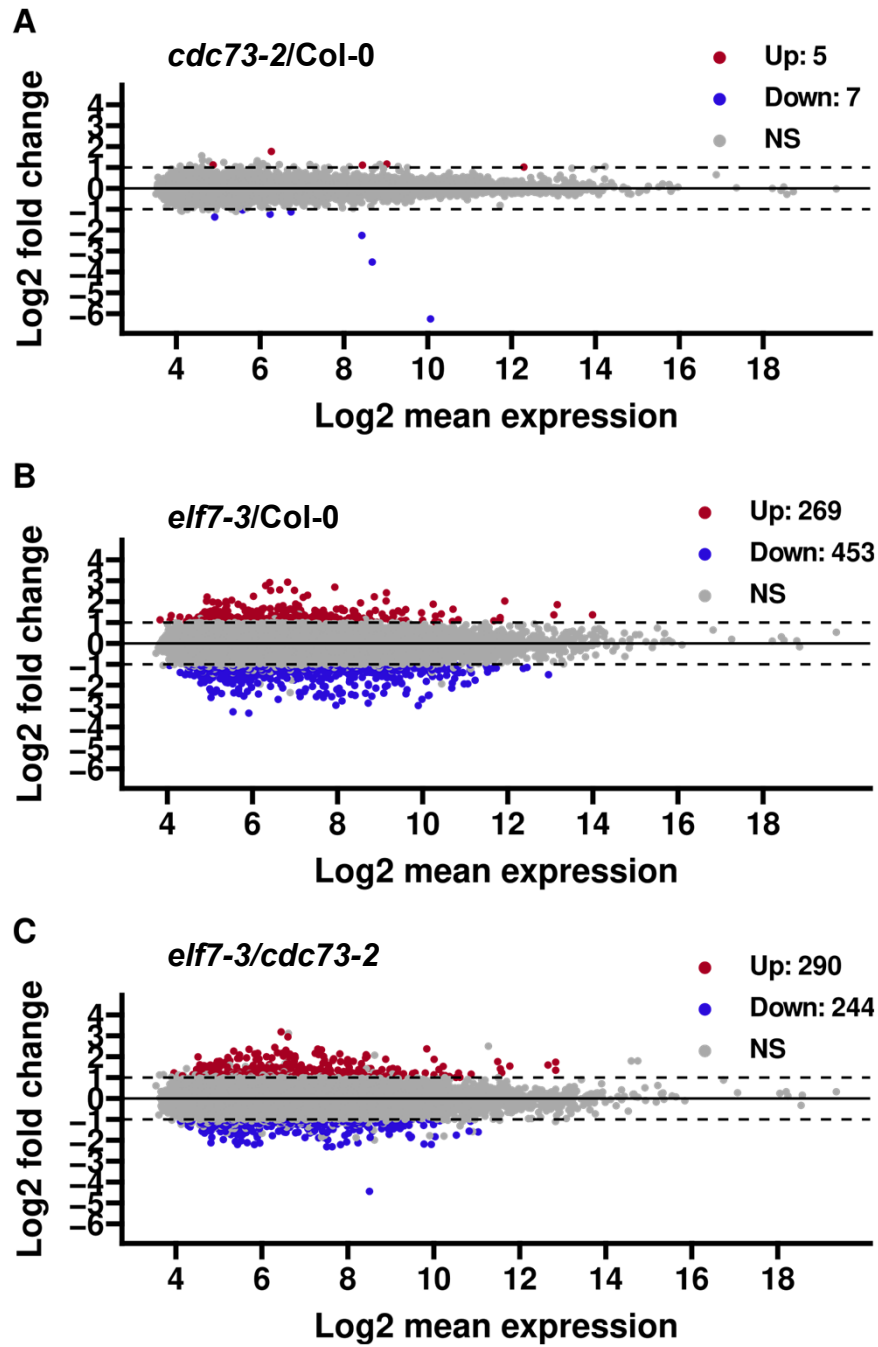 A
cdc73-2/Col-0
Up: 5
Down: 7
NS
Log2 fold change
4
3
2
1
0
−1
−2
−3
−4
−5
−6
4 6 8 10 12 14 16 18
Log2 mean expression
B
elf7-3/Col-0
Up: 269
Down: 453
NS
Log2 fold change
4
3
2
1
0
−1
−2
−3
−4
−5
−6
4 6 8 10 12 14 16 18
Log2 mean expression
C
elf7-3/cdc73-2
Up: 290
Down: 244
NS
Log2 fold change
4
3
2
1
0
−1
−2
−3
−4
−5
−6
4 6 8 10 12 14 16 18
Log2 mean expression